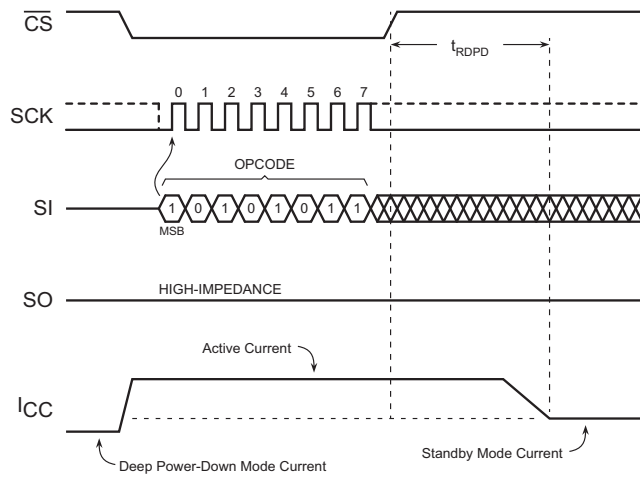 CS
tRDPD
0 1 2 3 4 5 6 7
SCK
OPCODE
SI
1 0 1 0 1 0 1 1
MSB
HIGH-IMPEDANCE
SO
Active Current
ICC
Standby Mode Current
Deep Power-Down Mode Current